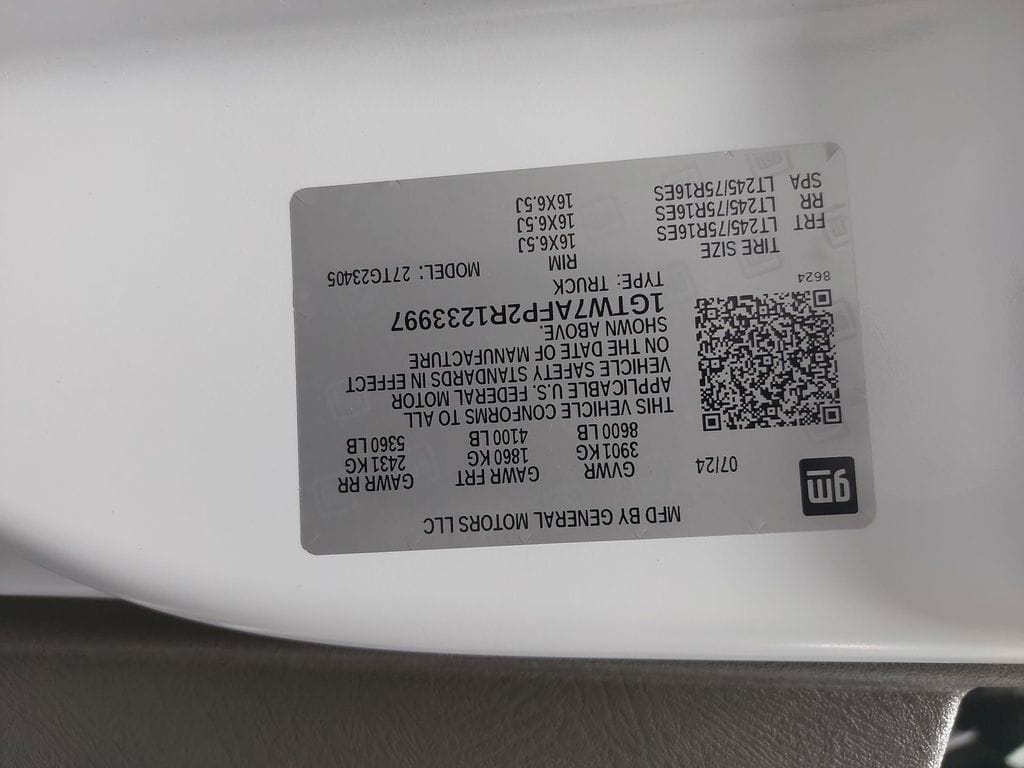 MFD BY GENERAL MOTORS LLC
gm
07/24
GVWR GAWR FRT GAWR RR
3901 KG 1860 KG 2431 KG
8600 LB 4100 LB 5360 LB
THIS VEHICLE CONFORMS TO ALL
APPLICABLE U.S. FEDERAL MOTOR
VEHICLE SAFETY STANDARDS IN EFFECT
ON THE DATE OF MANUFACTURE
SHOWN ABOVE.
1GTW7AFP2R1233997
TYPE: TRUCK MODEL: 27TG23405
8624
TIRE SIZE RIM
FRT LT245/75R16ES 16X6.5J
RR LT245/75R16ES 16X6.5J
SPA LT245/75R16ES 16X6.5J